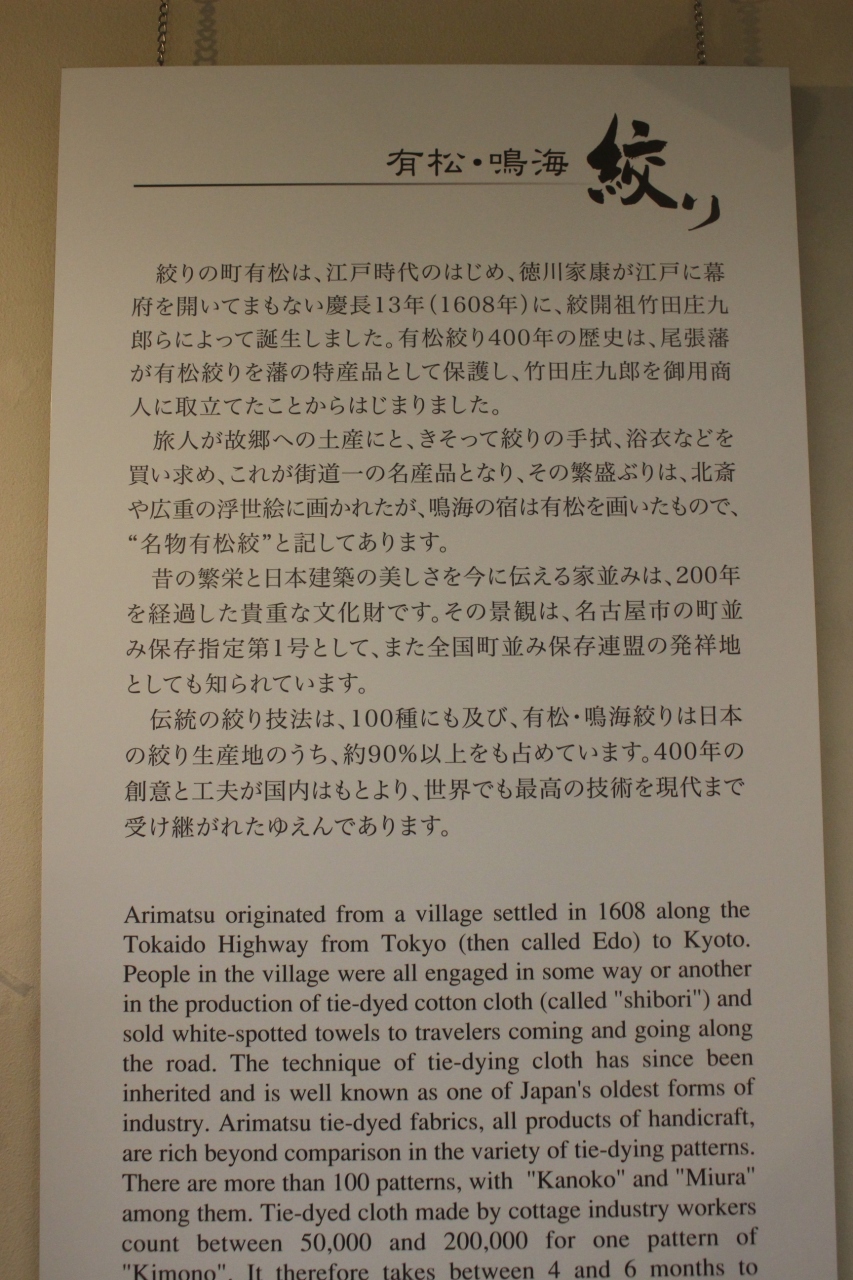 有松・鳴海 絞り
絞りの町有松は、江戸時代のはじめ、徳川家康が江戸に幕
府を開いてまもない慶長13年(1608年)に、絞開祖竹田庄九
郎らによって誕生しました。有松絞り400年の歴史は、尾張藩
が有松絞りを藩の特産品として保護し、竹田庄九郎を御用商
人に取立てたことからはじまりました。
旅人が故郷への土産にと、きそって絞りの手拭、浴衣などを
買い求め、これが街道一の名産品となり、その繁盛ぶりは、北斎
や広重の浮世絵に画かれたが、鳴海の宿は有松を画いたもので、
“名物有松絞”と記してあります。
昔の繁栄と日本建築の美しさを今に伝える家並みは、200年
を経過した貴重な文化財です。その景観は、名古屋市の町並
み保存指定第1号として、また全国町並み保存連盟の発祥地
としても知られています。
伝統の絞り技法は、100種にも及び、有松・鳴海絞りは日本
の絞り生産地のうち、約90%以上をも占めています。400年の
創意と工夫が国内はもとより、世界でも最高の技術を現代まで
受け継がれたゆえんであります。
Arimatsu originated from a village settled in 1608 along the
Tokaido Highway from Tokyo (then called Edo) to Kyoto.
People in the village were all engaged in some way or another
in the production of tie-dyed cotton cloth (called "shibori") and
sold white-spotted towels to travelers coming and going along
the road. The technique of tie-dying cloth has since been
inherited and is well known as one of Japan's oldest forms of
industry. Arimatsu tie-dyed fabrics, all products of handicraft,
are rich beyond comparison in the variety of tie-dying patterns.
There are more than 100 patterns, with "Kanoko" and "Miura"
among them. Tie-dyed cloth made by cottage industry workers
count between 50,000 and 200,000 for one pattern of
"Kimono". It therefore takes between 4 and 6 months to